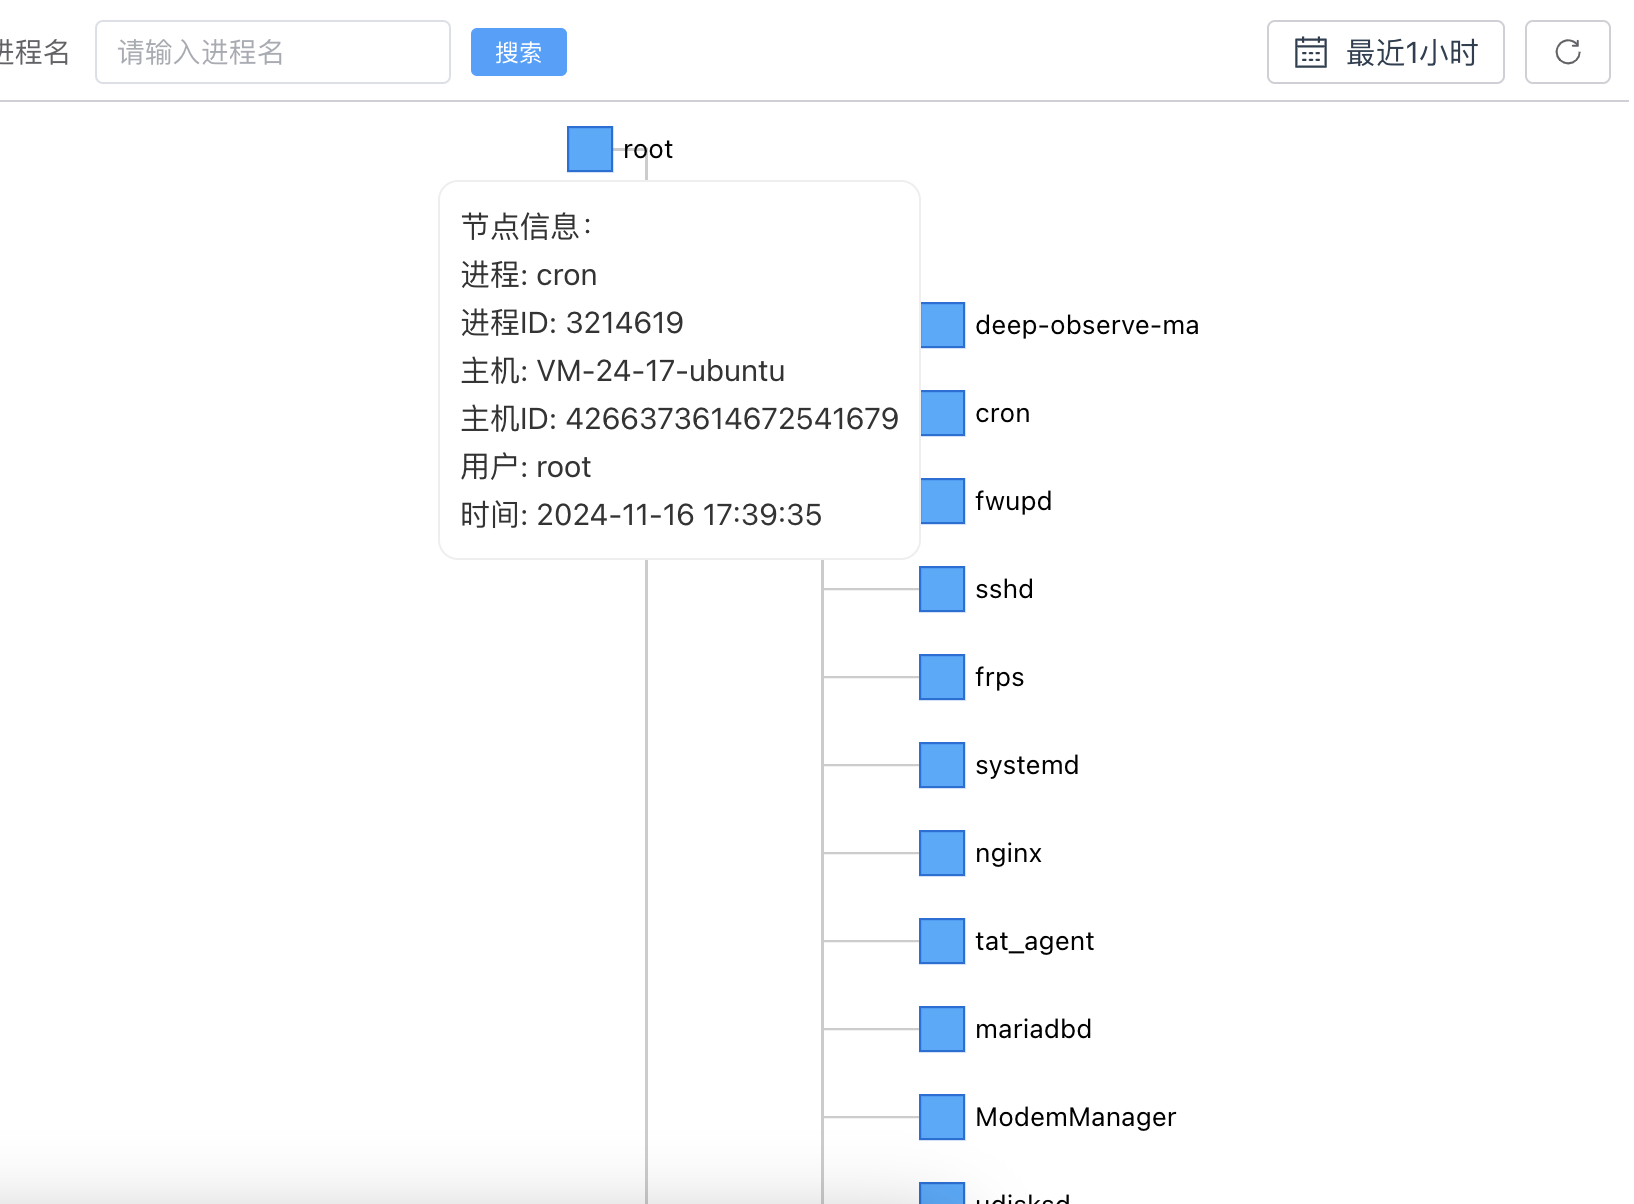 进程名
请输入进程名
搜索
最近1小时
root
节点信息：
进程: cron
进程ID: 3214619
主机: VM-24-17-ubuntu
主机ID: 4266373614672541679
用户: root
时间: 2024-11-16 17:39:35
deep-observe-ma
cron
fwupd
sshd
frps
systemd
nginx
tat_agent
mariadbd
ModemManager
udisksd